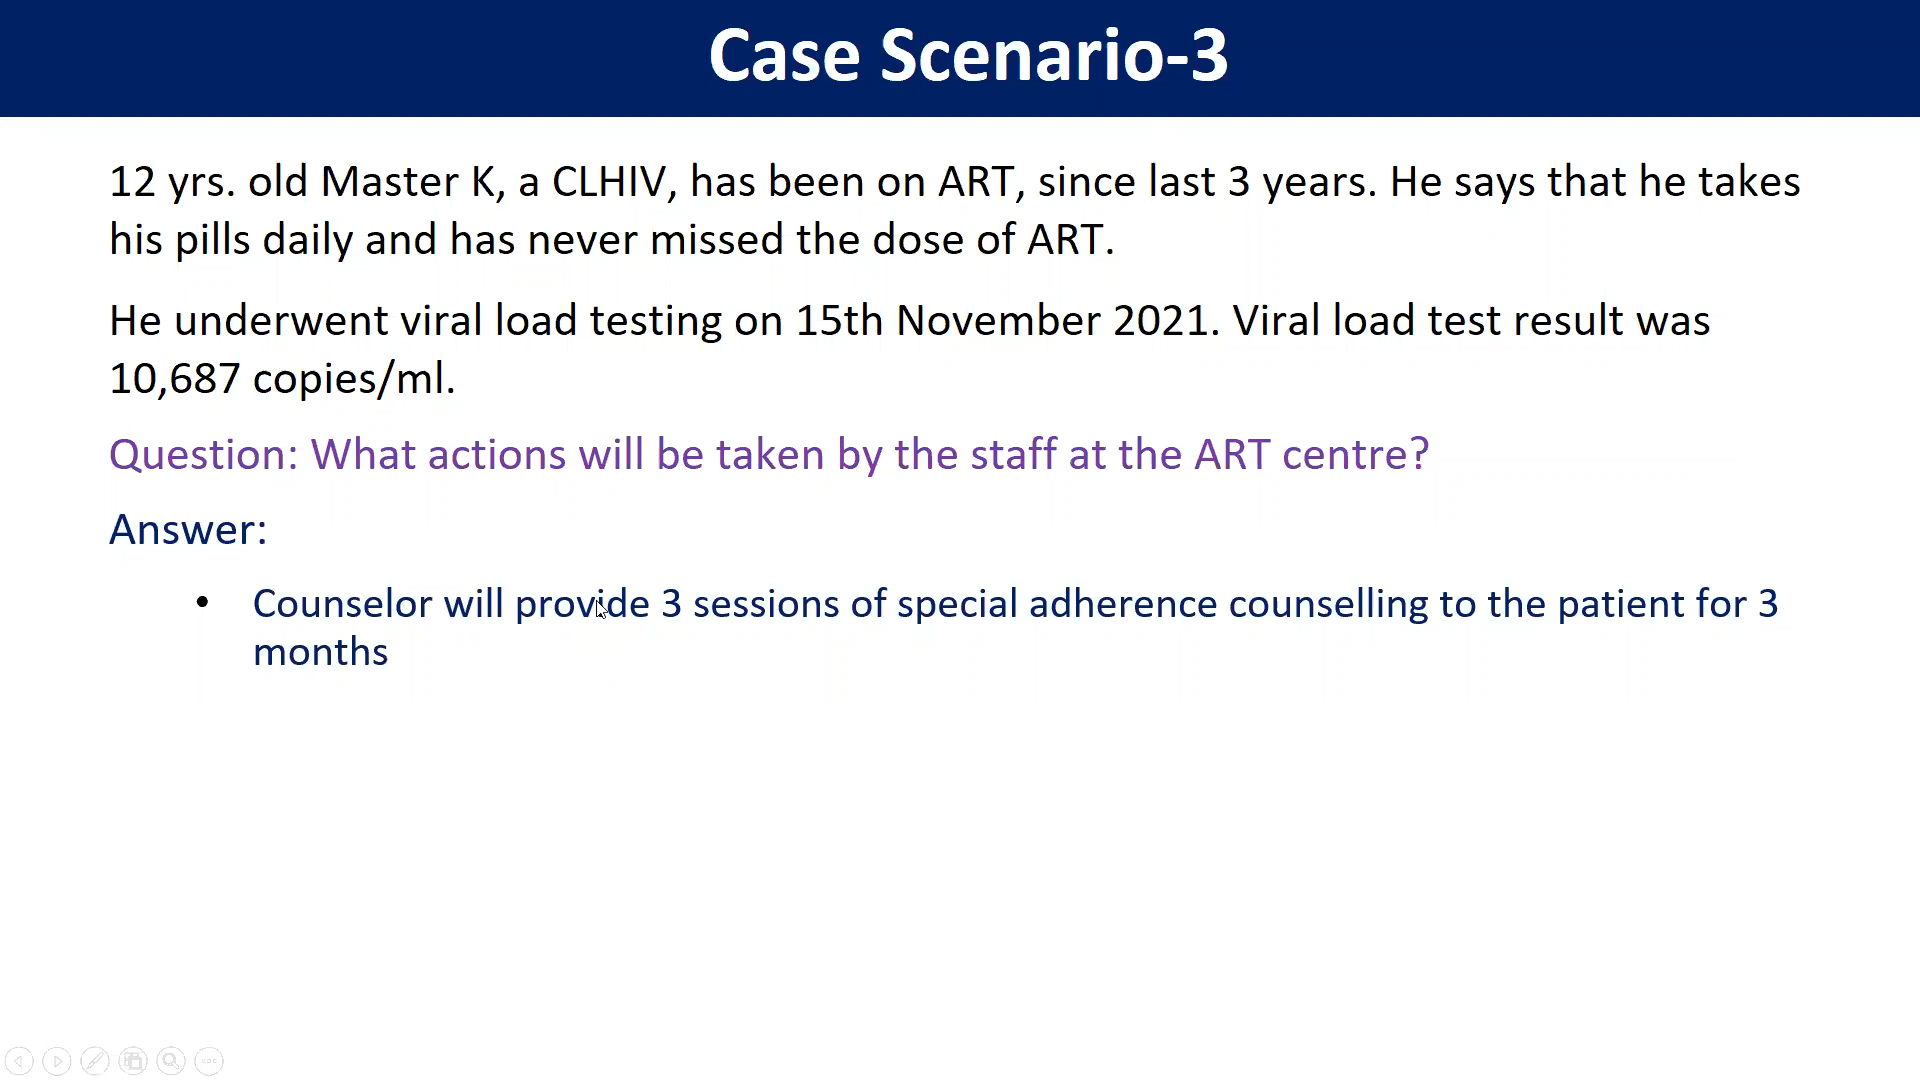 Case Scenario-3
12 yrs. old Master K, a CLHIV, has been on ART, since last 3 years. He says that he takes
his pills daily and has never missed the dose of ART.
He underwent viral load testing on 15th November 2021. Viral load test result was
10,687 copies/ml.
Question: What actions will be taken by the staff at the ART centre?
Answer:
• Counselor will provide 3 sessions of special adherence counselling to the patient for 3
months